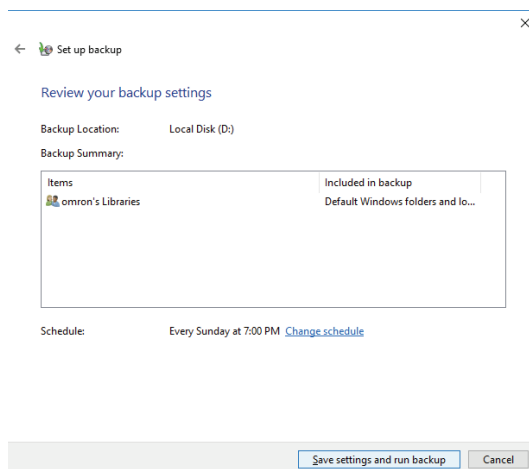 Set up backup
Review your backup settings
Backup Location: Local Disk (D:)
Backup Summary:
Items Included in backup
omron's Libraries Default Windows folders and lo...
Schedule: Every Sunday at 7:00 PM Change schedule
Save settings and run backup Cancel